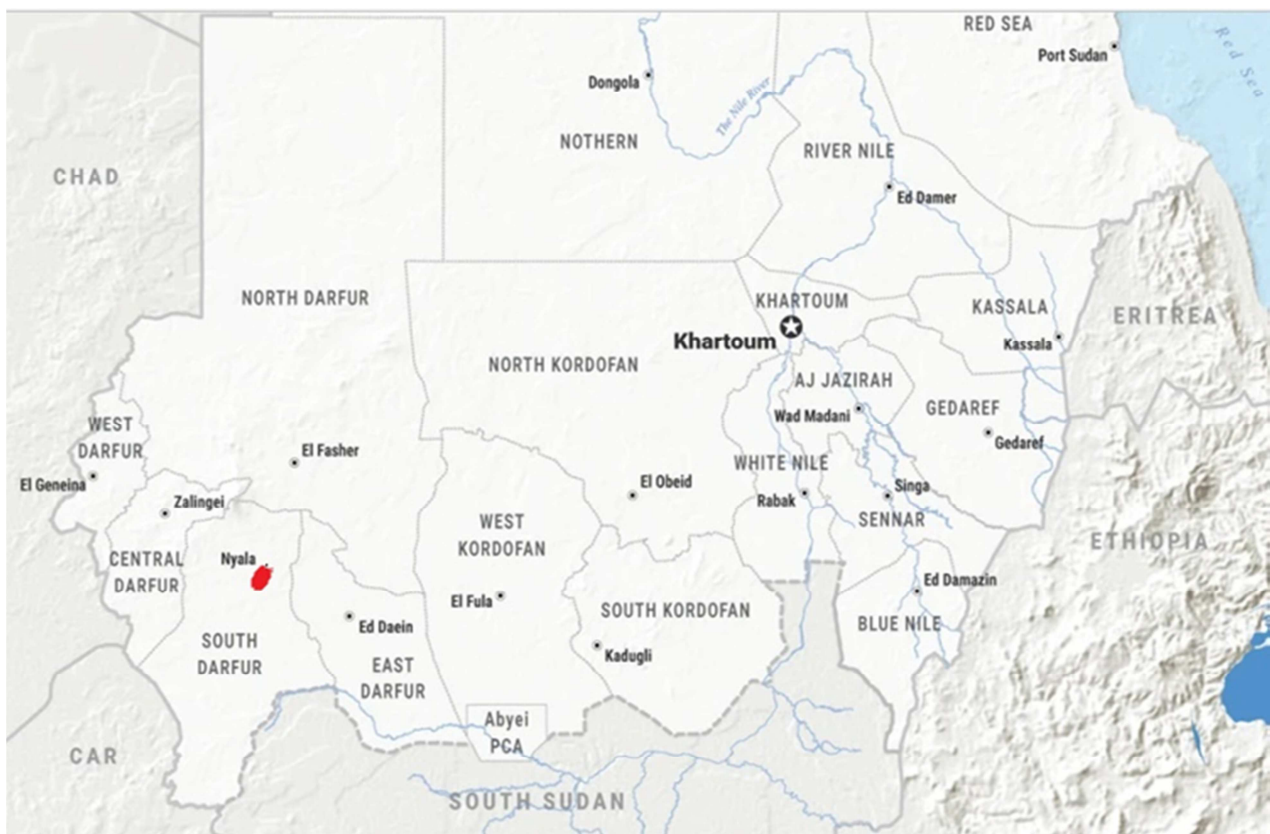 RED SEA
Port Sudan
Red Sea
Dongola
The Nile River
NOTHERN
RIVER NILE
CHAD
Ed Damer
NORTH DARFUR
KHARTOUM
KASSALA
ERITREA
Khartoum
Kassala
NORTH KORDOFAN
AJ JAZIRAH
Wad Madani
GEDAREF
Gedaref
WEST
DARFUR
El Fasher
El Geneina
Zalingei
El Obeid
WHITE NILE
Rabak
Singa
SENNAR
WEST
KORDOFAN
ETHIOPIA
CENTRAL
DARFUR
Nyala
El Fula
SOUTH KORDOFAN
Ed Damazin
BLUE NILE
Ed Daein
SOUTH
DARFUR
Kadugli
EAST
DARFUR
Abyei
PCA
CAR
SOUTH SUDAN